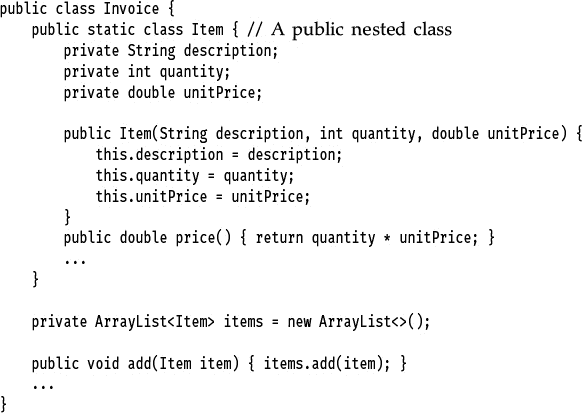 public class Invoice {
    public static class Item { // A public nested class
        private String description;
        private int quantity;
        private double unitPrice;

        public Item(String description, int quantity, double unitPrice) {
            this.description = description;
            this.quantity = quantity;
            this.unitPrice = unitPrice;
        }
        public double price() { return quantity * unitPrice; }
        ...
    }

    private ArrayList<Item> items = new ArrayList<>();

    public void add(Item item) { items.add(item); }
    ...
}